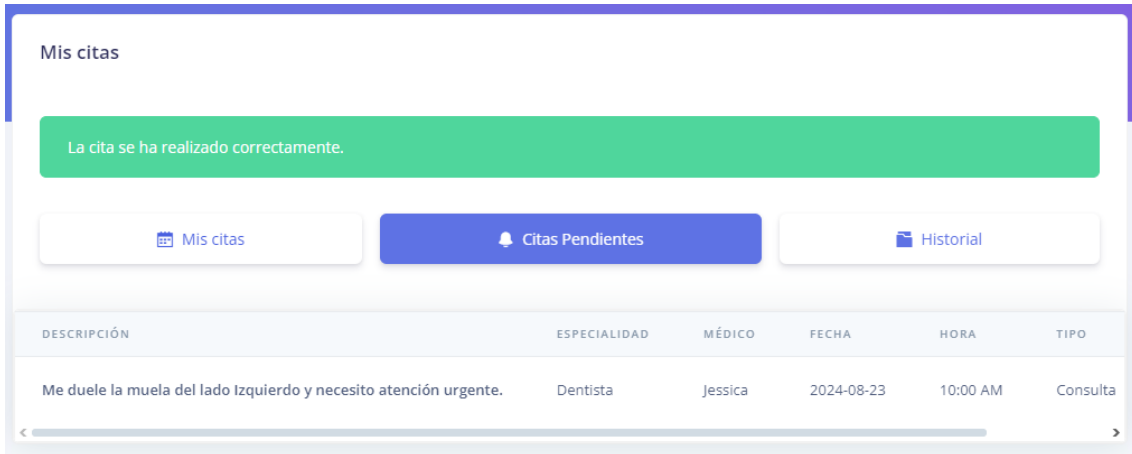 Mis citas
La cita se ha realizado correctamente.
Mis citas
Citas Pendientes
Historial
DESCRIPCIÓN ESPECIALIDAD MÉDICO FECHA HORA TIPO
Me duele la muela del lado Izquierdo y necesito atención urgente. Dentista Jessica 2024-08-23 10:00 AM Consulta